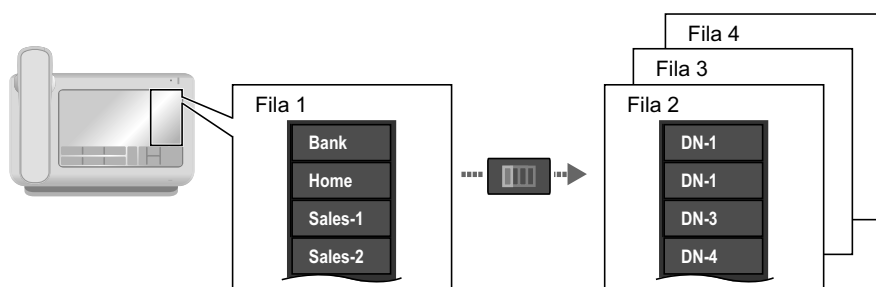 Fila 4
Fila 3
Fila 1
Fila 2
Bank
DN-1
Home
DN-1
Sales-1
DN-3
Sales-2
DN-4